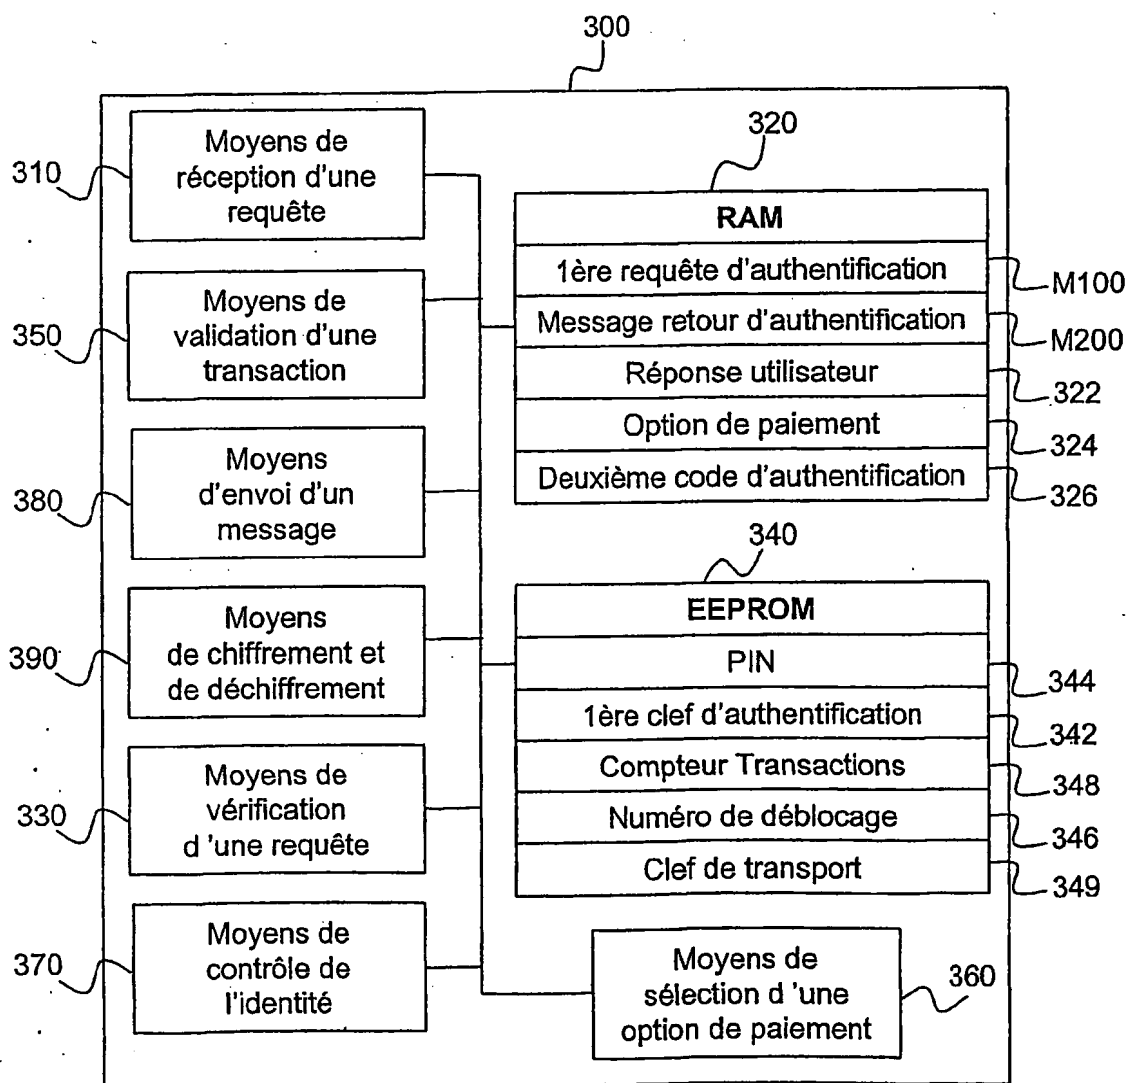 300
310
Moyens de
réception d'une
requête
350
Moyens de
validation d'une
transaction
380
Moyens
d'envoi d'un
message
390
Moyens
de chiffrement et
de déchiffrement
330
Moyens de
vérification
d 'une requête
370
Moyens de
contrôle de
l'identité
320
RAM
1ère requête d'authentification
M100
Message retour d'authentification
M200
Réponse utilisateur
322
Option de paiement
324
Deuxième code d'authentification
326
340
EEPROM
PIN
344
1ère clef d'authentification
342
Compteur Transactions
348
Numéro de déblocage
346
Clef de transport
349
Moyens de
sélection d 'une
option de paiement
360